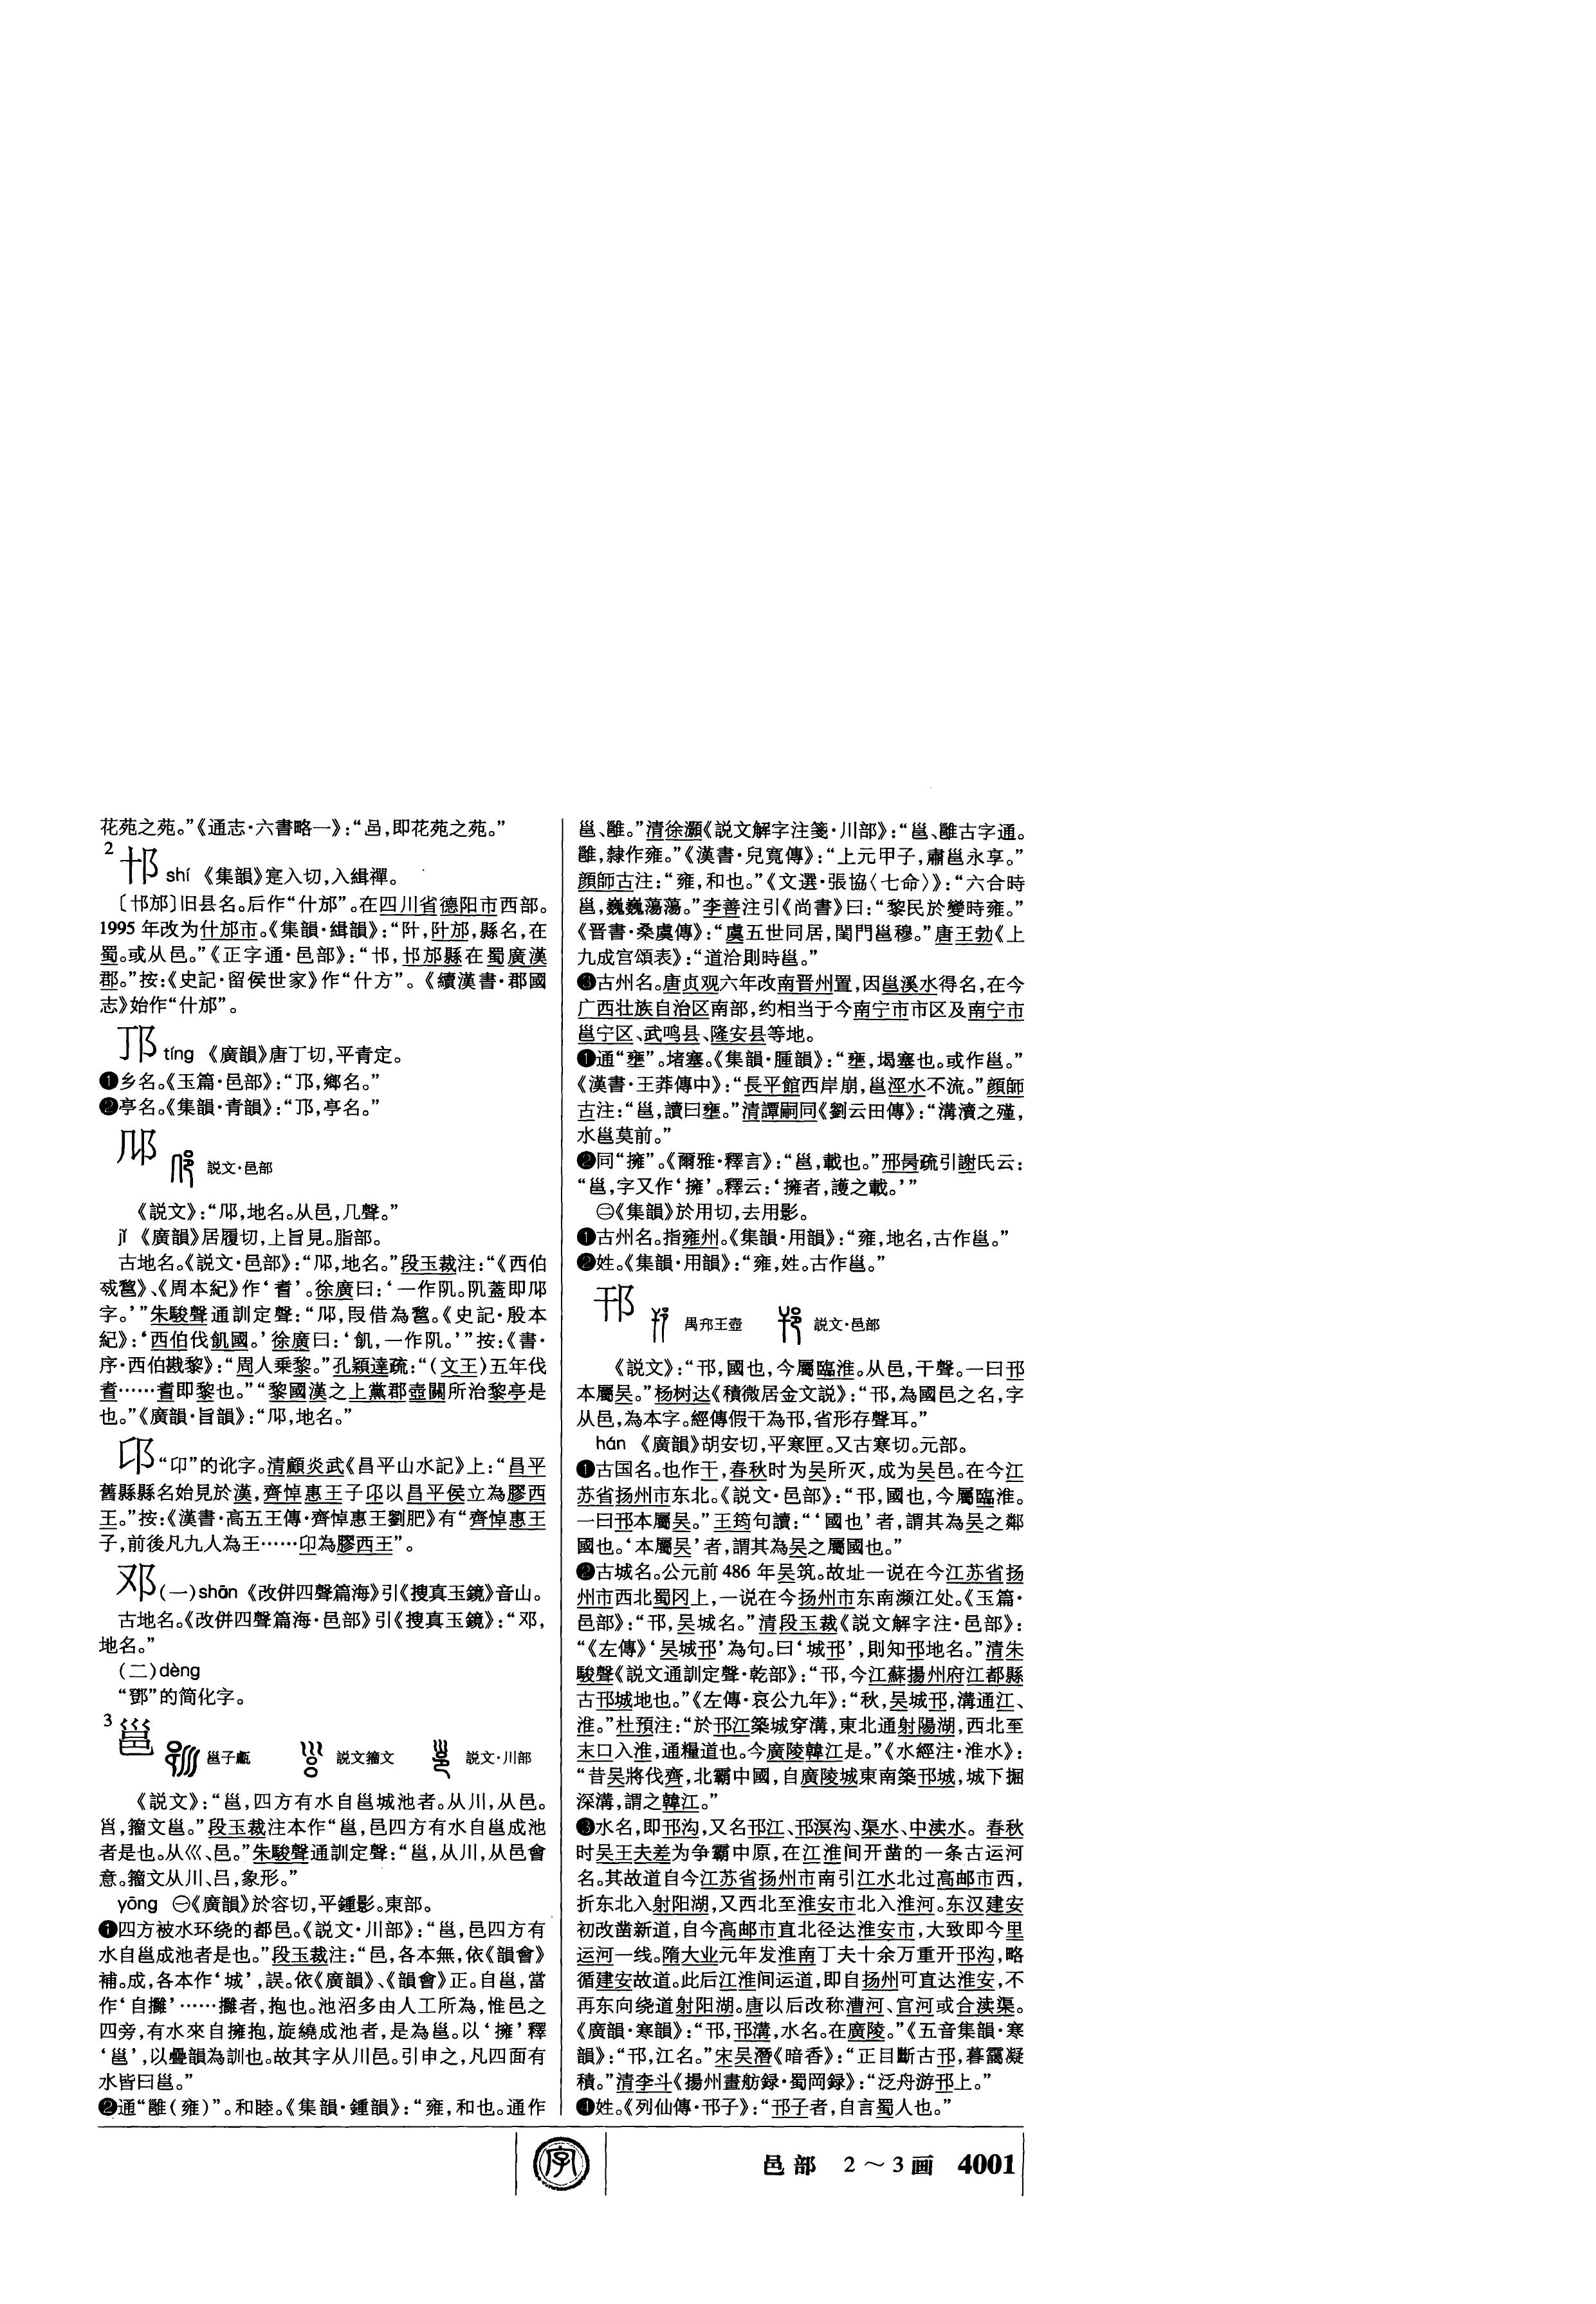 花苑之苑。”《通志·六書略一》：“郒，即花苑之苑。”
2
𨙩 shí 《集韻》寔入切，入緝禪。
〔𨙩邡〕旧县名。后作“什邡”。在四川省德阳市西部。
1995年改为什邡市。《集韻·緝韻》：“阩，阩邡，縣名，在
蜀。或从邑。”《正字通·邑部》：“𨙩，𨙩邡縣在蜀廣漢
郡。”按：《史記·留侯世家》作“什方”。《續漢書·郡國
志》始作“什邡”。
邒 tíng 《廣韻》唐丁切，平青定。
❶乡名。《玉篇·邑部》：“邒，鄉名。”
❷亭名。《集韻·青韻》：“邒，亭名。”
𨙫 説文·邑部
《説文》：“𨙫，地名。从邑，几聲。”
jǐ 《廣韻》居履切，上旨見。脂部。
古地名。《説文·邑部》：“𨙫，地名。”段玉裁注：“《西伯
戏𪏭》、《周本紀》作‘耆’。徐廣曰：‘一作阢。阢蓋即𨙫
字。’”朱駿聲通訓定聲：“𨙫，叚借為𪏭。《史記·殷本
紀》：‘西伯伐飢國。’徐廣曰：‘飢，一作阢。’”按：《書·
序·西伯戡黎》：“周人乗黎。”孔穎達疏：“（文王）五年伐
耆……耆即黎也。”“黎國漢之上黨郡壺關所治黎亭是
也。”《廣韻·旨韻》：“𨙫，地名。”
“卬”的讹字。清顧炎武《昌平山水記》上：“昌平
舊縣縣名始見於漢，齊悼惠王子卭以昌平侯立為膠西
王。”按：《漢書·高五王傳·齊悼惠王劉肥》有“齊悼惠王
子，前後凡九人為王……卬為膠西王”。
邓（一）shān 《改併四聲篇海》引《搜真玉鏡》音山。
古地名。《改併四聲篇海·邑部》引《搜真玉鏡》：“邓，
地名。”
（二）dèng
“鄧”的简化字。
3
邕 邕子甗 説文籀文 説文·川部
《説文》：“邕，四方有水自邕城池者。从川，从邑。
𡿷，籀文邕。”段玉裁注本作“邕，邑四方有水自邕成池
者是也。从巛、邑。”朱駿聲通訓定聲：“邕，从川，从邑會
意。籀文从川、吕，象形。”
yōng ㊀《廣韻》於容切，平鍾影。東部。
❶四方被水环绕的都邑。《説文·川部》：“邕，邑四方有
水自邕成池者是也。”段玉裁注：“邑，各本無，依《韻會》
補。成，各本作‘城’，誤。依《廣韻》、《韻會》正。自邕，當
作‘自𢹬’……𢹬者，抱也。池沼多由人工所為，惟邑之
四旁，有水來自擁抱，旋繞成池者，是為邕。以‘擁’釋
‘邕’，以疊韻為訓也。故其字从川邑。引申之，凡四面有
水皆曰邕。”
❷通“雝（雍）”。和睦。《集韻·鍾韻》：“雍，和也。通作
邕、雝。”清徐灝《説文解字注箋·川部》：“邕、雝古字通。
雝，隸作雍。”《漢書·兒寬傳》：“上元甲子，肅邕永享。”
顔師古注：“雍，和也。”《文選·張協〈七命〉》：“六合時
邕，巍巍蕩蕩。”李善注引《尚書》曰：“黎民於變時雍。”
《晋書·桑虞傳》：“虞五世同居，閨門邕穆。”唐王勃《上
九成宫頌表》：“道洽則時邕。”
❸古州名。唐贞观六年改南晋州置，因邕溪水得名，在今
广西壮族自治区南部，约相当于今南宁市市区及南宁市
邕宁区、武鸣县、隆安县等地。
❶通“壅”。堵塞。《集韻·腫韻》：“壅，堨塞也。或作邕。”
《漢書·王莽傳中》：“長平館西岸崩，邕涇水不流。”顔師
古注：“邕，讀曰壅。”清譚嗣同《劉云田傳》：“溝瀆之殣，
水邕莫前。”
❷同“擁”。《爾雅·釋言》：“邕，載也。”邢昺疏引謝氏云：
“邕，字又作‘擁’。釋云：‘擁者，護之載。’”
㊁《集韻》於用切，去用影。
❶古州名。指雍州。《集韻·用韻》：“雍，地名，古作邕。”
❷姓。《集韻·用韻》：“雍，姓。古作邕。”
邗 禺邗王壺 説文·邑部
《説文》：“邗，國也，今屬臨淮。从邑，干聲。一曰邗
本屬吴。”杨树达《積微居金文説》：“邗，為國邑之名，字
从邑，為本字。經傳假干為邗，省形存聲耳。”
hán 《廣韻》胡安切，平寒匣。又古寒切。元部。
❶古国名。也作干，春秋时为吴所灭，成为吴邑。在今江
苏省扬州市东北。《説文·邑部》：“邗，國也，今屬臨淮。
一曰邗本屬吴。”王筠句讀：“‘國也’者，謂其為吴之鄰
國也。‘本屬吴’者，謂其為吴之屬國也。”
❷古城名。公元前486年吴筑。故址一说在今江苏省扬
州市西北蜀冈上，一说在今扬州市东南濒江处。《玉篇·
邑部》：“邗，吴城名。”清段玉裁《説文解字注·邑部》：
“《左傳》‘吴城邗’為句。曰‘城邗’，則知邗地名。”清朱
駿聲《説文通訓定聲·乾部》：“邗，今江蘇揚州府江都縣
古邗城地也。”《左傳·哀公九年》：“秋，吴城邗，溝通江、
淮。”杜預注：“於邗江築城穿溝，東北通射陽湖，西北至
末口入淮，通糧道也。今廣陵韓江是。”《水經注·淮水》：
“昔吴將伐齊，北霸中國，自廣陵城東南築邗城，城下掘
深溝，謂之韓江。”
❸水名，即邗沟，又名邗江、邗溟沟、渠水、中渎水。春秋
时吴王夫差为争霸中原，在江淮间开凿的一条古运河
名。其故道自今江苏省扬州市南引江水北过高邮市西，
折东北入射阳湖，又西北至淮安市北入淮河。东汉建安
初改凿新道，自今高邮市直北径达淮安市，大致即今里
运河一线。隋大业元年发淮南丁夫十余万重开邗沟，略
循建安故道。此后江淮间运道，即自扬州可直达淮安，不
再东向绕道射阳湖。唐以后改称漕河、官河或合渎渠。
《廣韻·寒韻》：“邗，邗溝，水名。在廣陵。”《五音集韻·寒
韻》：“邗，江名。”宋吴潛《暗香》：“正目斷古邗，暮靄凝
積。”清李斗《揚州畫舫録·蜀岡録》：“泛舟游邗上。”
❹姓。《列仙傳·邗子》：“邗子者，自言蜀人也。”
字
邑部 2～3画 4001